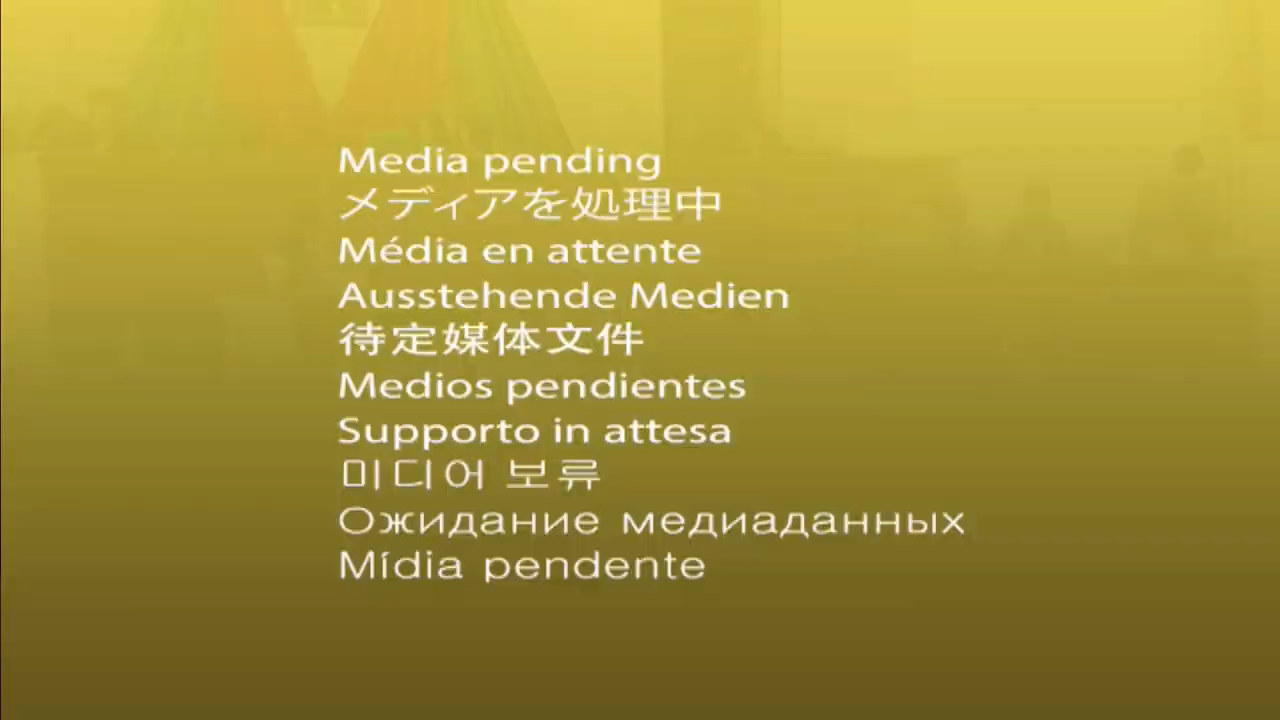 Media pending
メディアを処理中
Média en attente
Ausstehende Medien
待定媒体文件
Medios pendientes
Supporto in attesa
미디어 보류
Ожидание медиаданных
Mídia pendente